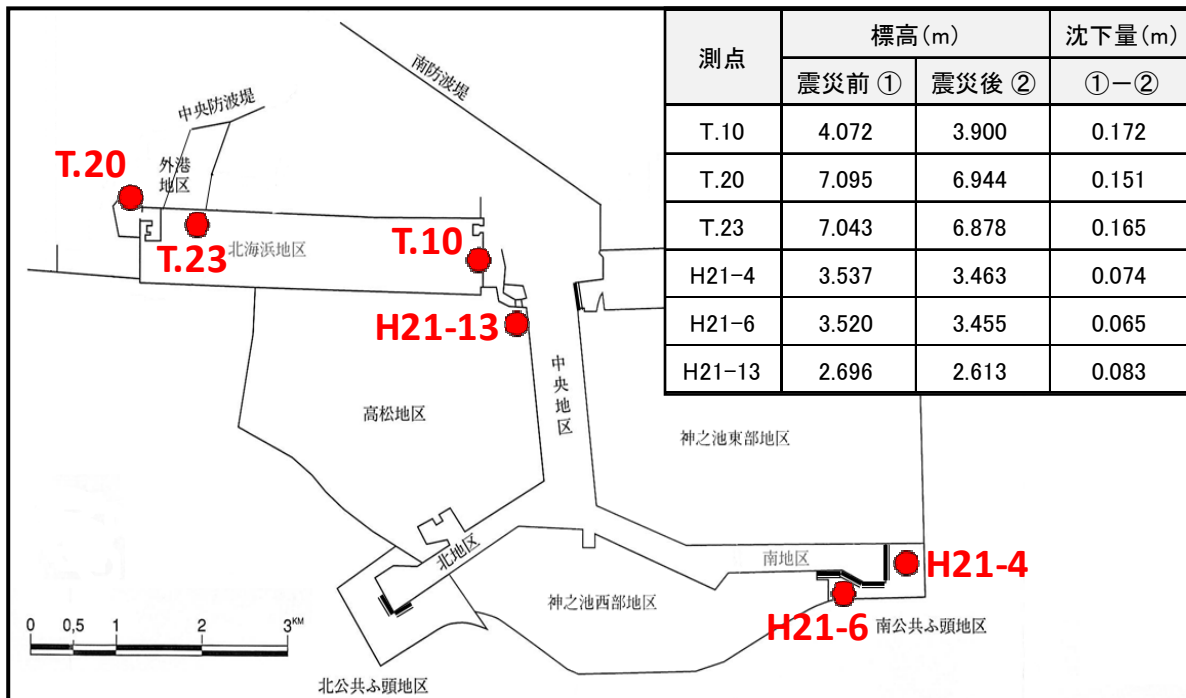 測点 標高(m) 沈下量(m)
震災前 ① 震災後 ② ①－②
T.10 4.072 3.900 0.172
T.20 7.095 6.944 0.151
T.23 7.043 6.878 0.165
H21-4 3.537 3.463 0.074
H21-6 3.520 3.455 0.065
H21-13 2.696 2.613 0.083
南防波堤
中央防波堤
外港
地区
T.20
T.23
北海浜地区
T.10
H21-13
中央地区
高松地区
神之池東部地区
北地区
南地区
H21-4
神之池西部地区
H21-6
南公共ふ頭地区
0 0,5 1 2 3KM
北公共ふ頭地区